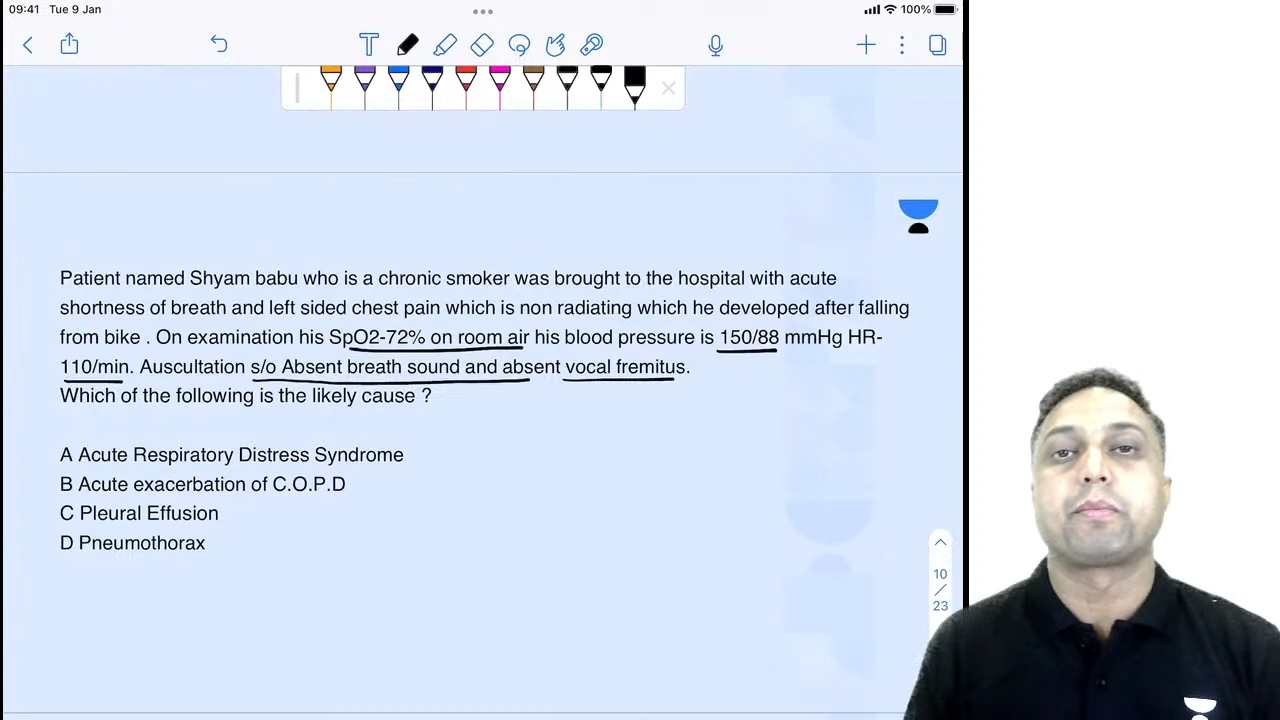 09:41 Tue 9 Jan
100%
T
Patient named Shyam babu who is a chronic smoker was brought to the hospital with acute
shortness of breath and left sided chest pain which is non radiating which he developed after falling
from bike . On examination his SpO2-72% on room air his blood pressure is 150/88 mmHg HR-
110/min. Auscultation s/o Absent breath sound and absent vocal fremitus.
Which of the following is the likely cause ?
A Acute Respiratory Distress Syndrome
B Acute exacerbation of C.O.P.D
C Pleural Effusion
D Pneumothorax
10
/
23